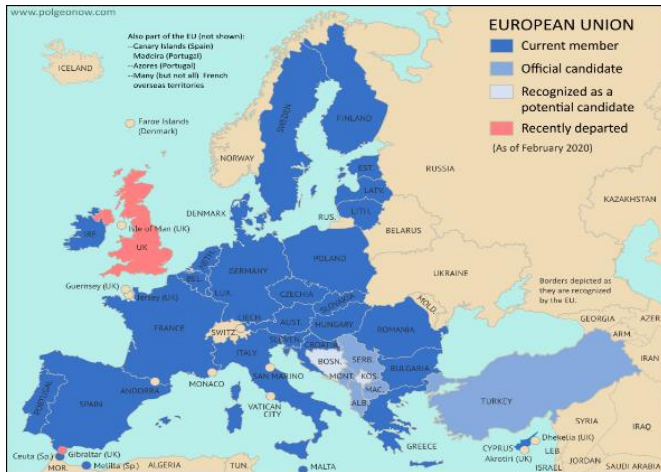 www.polgeonow.com
Also part of the EU (not shown):
--Canary Islands (Spain)
Madeira (Portugal)
--Azores (Portugal)
--Many (but not all) French
overseas territories
EUROPEAN UNION
Current member
Official candidate
Recognized as a
potential candidate
Recently departed
(As of February 2020)
ICELAND
Faroe Islands
(Denmark)
SWEDEN
FINLAND
NORWAY
RUSSIA
EST.
LATV.
LITH.
RUS.
KAZAKHSTAN
DENMARK
Isle of Man (UK)
IRE.
UK
BELARUS
NETH.
POLAND
GERMANY
BEL.
Guernsey (UK)
Jersey (UK)
LUX.
CZECHIA
SLOVAKIA
UKRAINE
Borders depicted as
they are recognized
by the EU.
FRANCE
LIECH.
SWITZ.
AUST.
HUNGARY
MOLD.
ROMANIA
SLOVEN.
CROATIA
ITALY
BOSN.
SERB.
GEORGIA
ARM.
AZER
MONACO
SAN MARINO
MONT.
KOS.
BULGARIA
IRAN
ANDORRA
PORTUGAL
SPAIN
VATICAN
CITY
MAC.
ALB.
TURKEY
GREECE
SYRIA
IRAQ
Ceuta (Sp.)
Gibraltar (UK)
CYPRUS
Dhekelia (UK)
Akrotiri (UK)
LEB.
MOR.
Melilla (Sp.)
ALGERIA
TUN.
MALTA
ISRAEL
JORDAN
SAUDI ARABIA